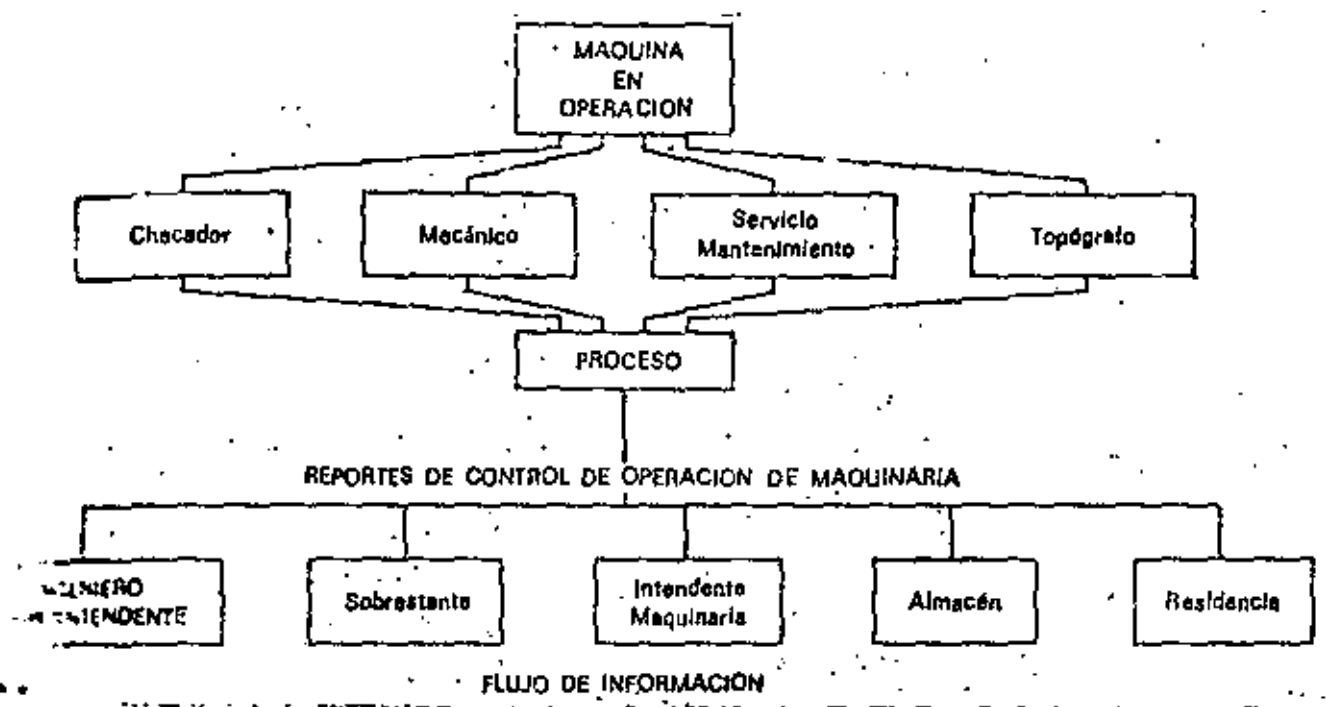 MAQUINA
EN
OPERACION
Chacador
Mecánico
Servicio
Mantenimiento
Topógrafo
PROCESO
REPORTES DE CONTROL DE OPERACION DE MAQUINARIA
Sobrestante
Intendente
Maquinaria
Almacén
Residencia
FLUJO DE INFORMACION